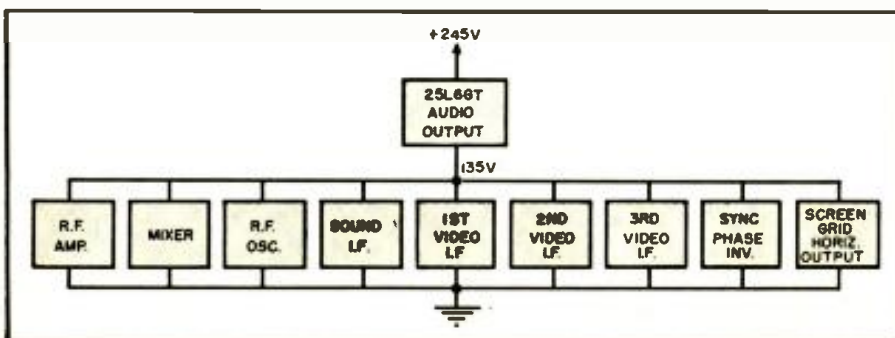 +245V
25L6GT
AUDIO
OUTPUT
135V
R.F.
AMP.
MIXER
R.F.
OSC.
SOUND
I.F.
1ST
VIDEO
I.F
2ND
VIDEO
I.F.
3RD
VIDEO
I.F.
SYNC
PHASE
INV.
SCREEN
GRID
HORIZ.
OUTPUT